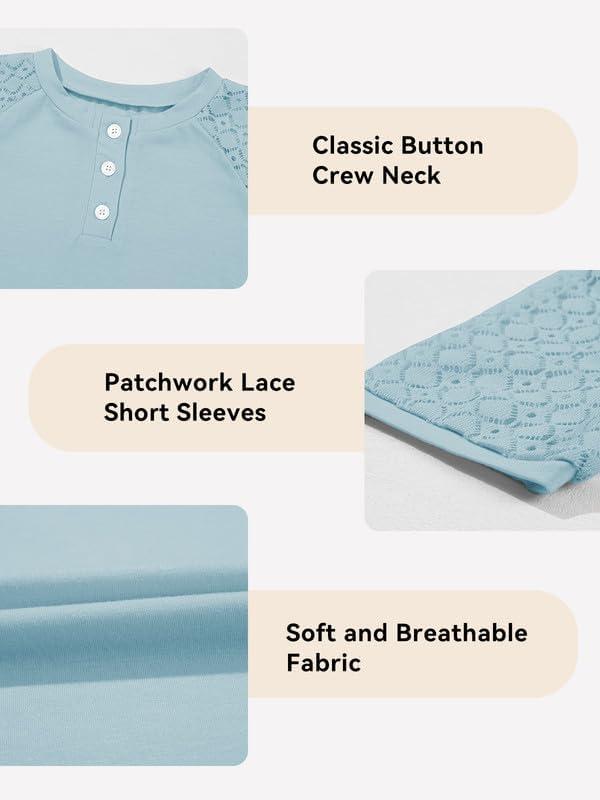 Classic Button
Crew Neck
Patchwork Lace
Short Sleeves
Soft and Breathable
Fabric